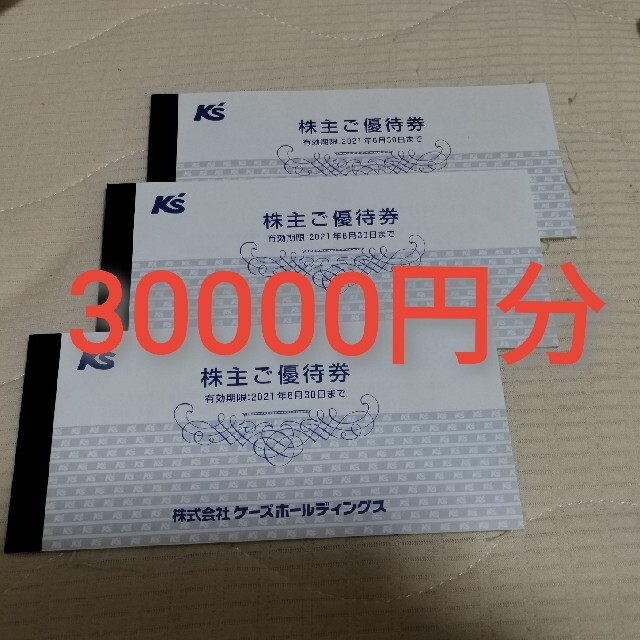 K's
株主ご優待券
有効期限:2021年6月30日まで
K's
株主ご優待券
有効期限:2021年6月30日まで
30000円分
K's
株主ご優待券
有効期限:2021年6月30日まで
株式会社 ケーズホールディングス